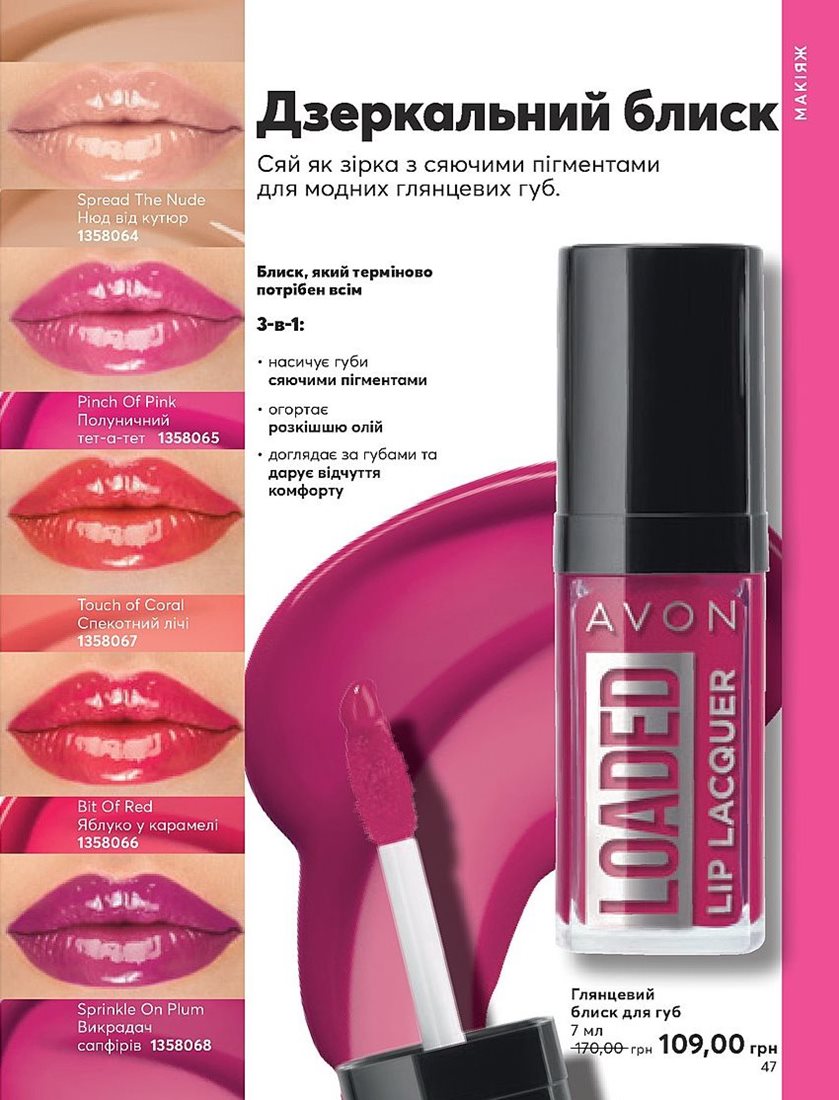 МАКІЯЖ
Дзеркальний блиск
Сяй як зірка з сяючими пігментами
для модних глянцевих губ.
Spread The Nude
Нюд від кутюр
1358064
Pinch Of Pink
Полуничний
тет-а-тет 1358065
Touch of Coral
Спекотний лічі
1358067
Bit Of Red
Яблуко у карамелі
1358066
Sprinkle On Plum
Викрадач
сапфірів 1358068
Блиск, який терміново
потрібен всім
3-в-1:
• насичує губи
сяючими пігментами
• огортає
розкішшю олій
• доглядає за губами та
дарує відчуття
комфорту
AVON
LOADED
LIP LACQUER
Глянцевий
блиск для губ
7 мл
170,00 грн 109,00 грн
47